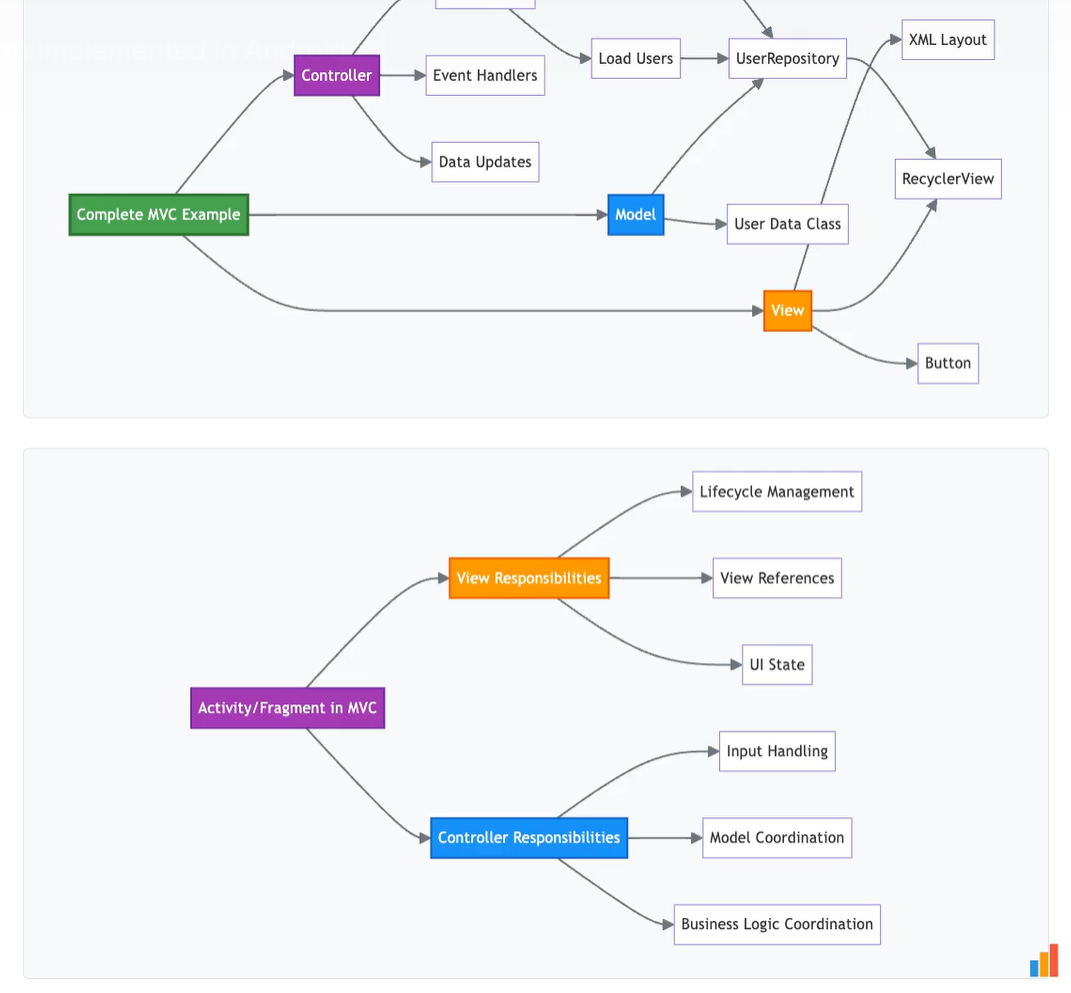 XML Layout
Load Users
UserRepository
Controller
Event Handlers
Data Updates
RecyclerView
Complete MVC Example
Model
User Data Class
View
Button
Lifecycle Management
View Responsibilities
View References
UI State
Activity/Fragment in MVC
Input Handling
Controller Responsibilities
Model Coordination
Business Logic Coordination